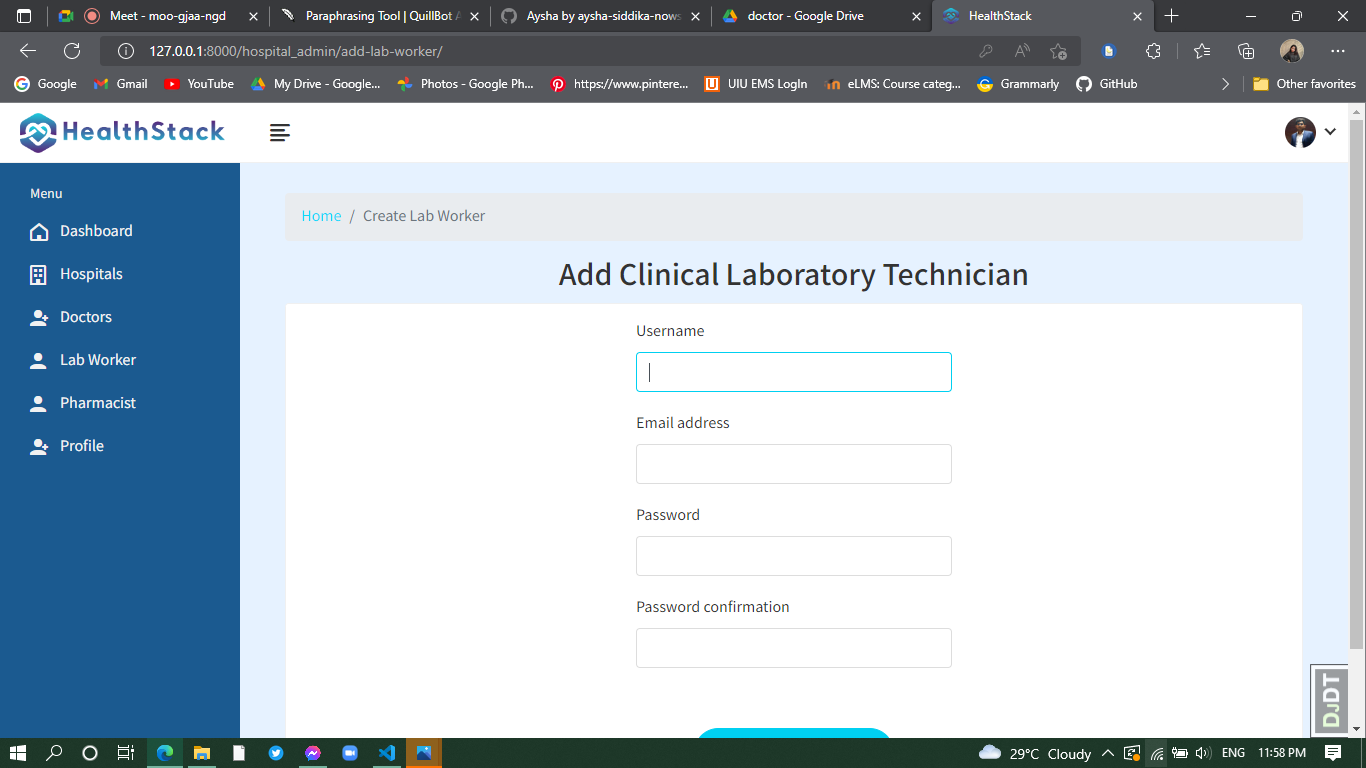 Meet - moo-gjaa-ngd
Paraphrasing Tool | QuillBot A
Aysha by aysha-siddika-nows
doctor - Google Drive
HealthStack
127.0.0.1:8000/hospital_admin/add-lab-worker/
Google
Gmail
YouTube
My Drive - Google...
Photos - Google Ph...
https://www.pintere...
UIU EMS LogIn
eLMS: Course categ...
Grammarly
GitHub
Other favorites
HealthStack
Menu
Dashboard
Hospitals
Doctors
Lab Worker
Pharmacist
Profile
Home / Create Lab Worker
Add Clinical Laboratory Technician
Username
Email address
Password
Password confirmation
DJDT
29°C Cloudy
ENG
11:58 PM